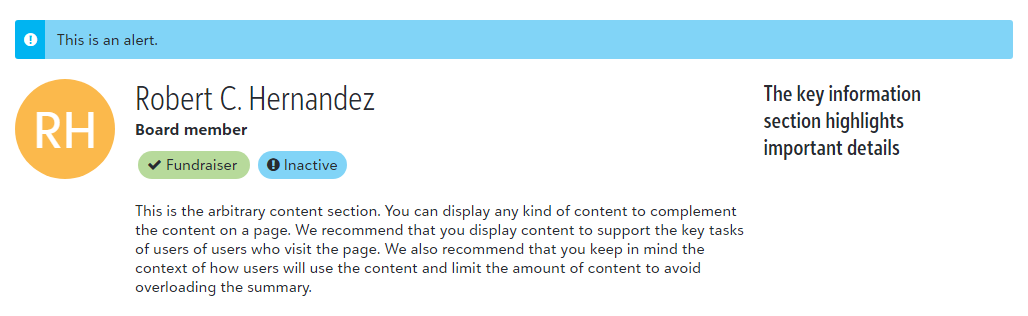 This is an alert.
RH
Robert C. Hernandez
Board member
Fundraiser
Inactive
This is the arbitrary content section. You can display any kind of content to complement
the content on a page. We recommend that you display content to support the key tasks
of users of users who visit the page. We also recommend that you keep in mind the
context of how users will use the content and limit the amount of content to avoid
overloading the summary.
The key information
section highlights
important details